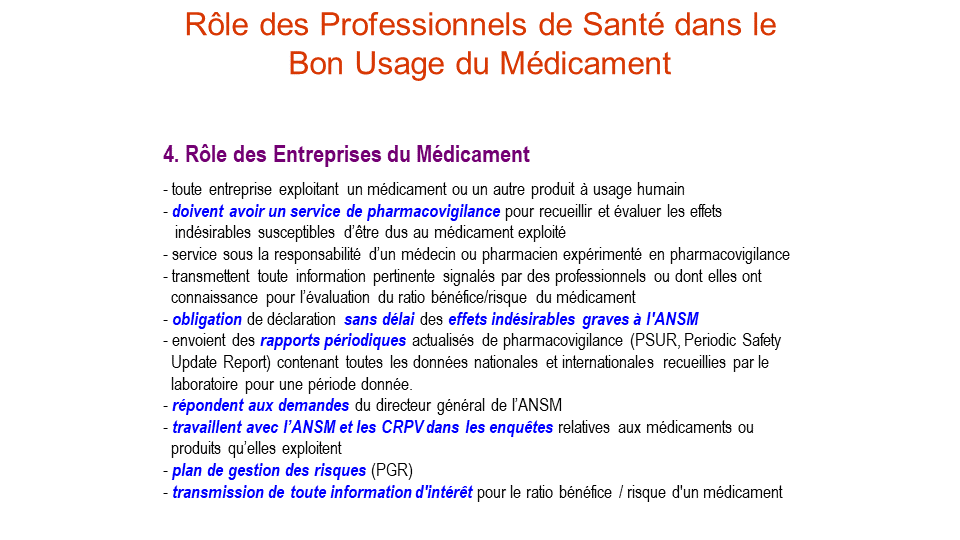 Rôle des Professionnels de Santé dans le
Bon Usage du Médicament
4. Rôle des Entreprises du Médicament
- toute entreprise exploitant un médicament ou un autre produit à usage humain
- doivent avoir un service de pharmacovigilance pour recueillir et évaluer les effets
indésirables susceptibles d’être dus au médicament exploité
- service sous la responsabilité d’un médecin ou pharmacien expérimenté en pharmacovigilance
- transmettent toute information pertinente signalés par des professionnels ou dont elles ont
connaissance pour l’évaluation du ratio bénéfice/risque du médicament
- obligation de déclaration sans délai des effets indésirables graves à l'ANSM
- envoient des rapports périodiques actualisés de pharmacovigilance (PSUR, Periodic Safety
Update Report) contenant toutes les données nationales et internationales recueillies par le
laboratoire pour une période donnée.
- répondent aux demandes du directeur général de l’ANSM
- travaillent avec l’ANSM et les CRPV dans les enquêtes relatives aux médicaments ou
produits qu’elles exploitent
- plan de gestion des risques (PGR)
- transmission de toute information d'intérêt pour le ratio bénéfice / risque d'un médicament